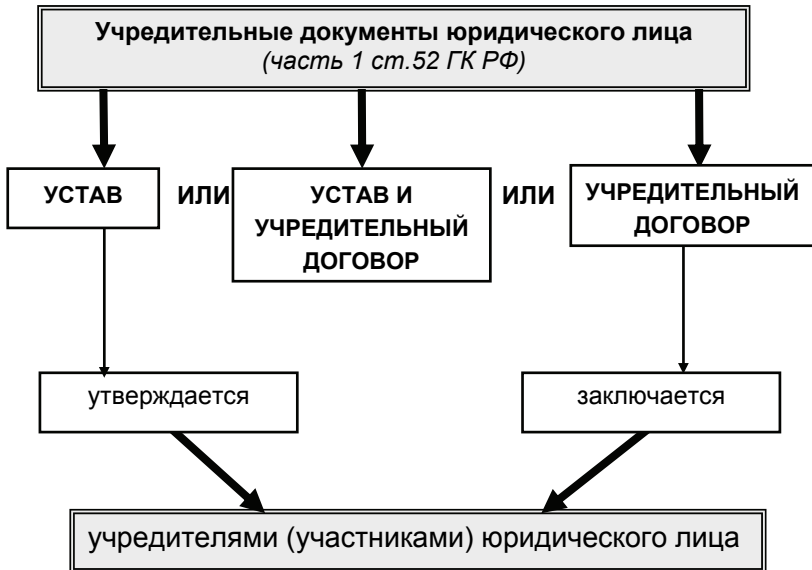 Учредительные документы юридического лица
(часть 1 ст.52 ГК РФ)
УСТАВ
ИЛИ
УСТАВ И
УЧРЕДИТЕЛЬНЫЙ
ДОГОВОР
ИЛИ
УЧРЕДИТЕЛЬНЫЙ
ДОГОВОР
утверждается
заключается
учредителями (участниками) юридического лица